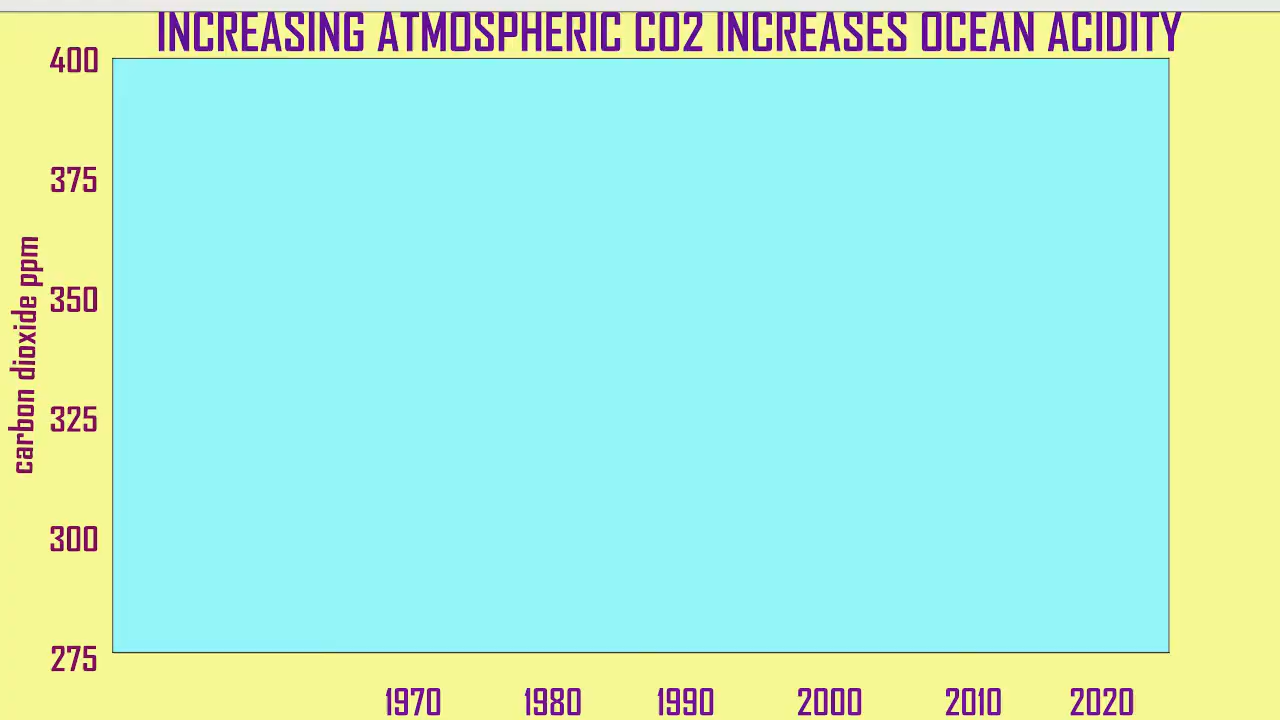 INCREASING ATMOSPHERIC CO2 INCREASES OCEAN ACIDITY
400
375
350
325
300
275
carbon dioxide ppm
1970 1980 1990 2000 2010 2020